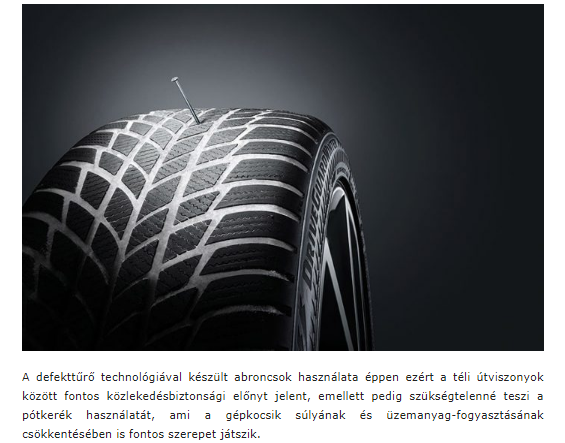 A defekttűrő technológiával készült abroncsok használata éppen ezért a téli útviszonyok
között fontos közlekedésbiztonsági előnyt jelent, emellett pedig szükségtelenné teszi a
pótkerék használatát, ami a gépkocsik súlyának és üzemanyag-fogyasztásának
csökkentésében is fontos szerepet játszik.